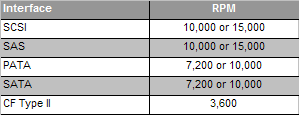 Interface RPM
SCSI 10,000 or 15,000
SAS 10,000 or 15,000
PATA 7,200 or 10,000
SATA 7,200 or 10,000
CF Type II 3,600